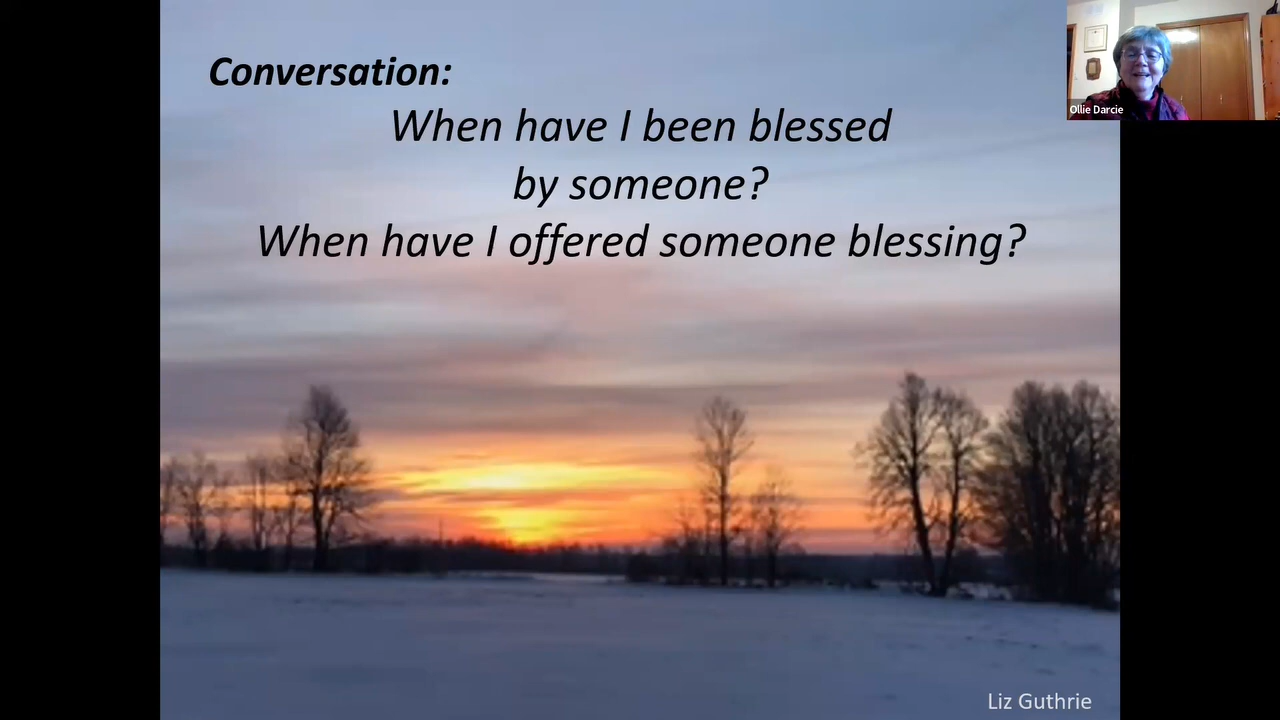 Conversation:
When have I been blessed
by someone?
When have I offered someone blessing?
Ollie Darcie
Liz Guthrie